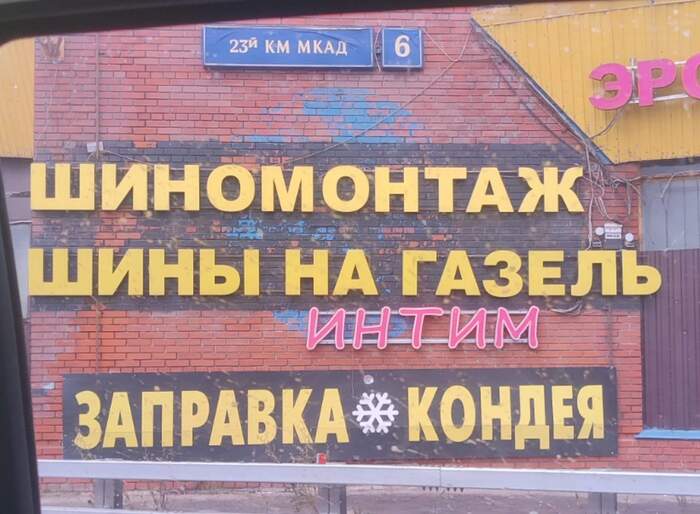 23й КМ МКАД 6
ЭРО
ШИНОМОНТАЖ
ШИНЫ НА ГАЗЕЛЬ
ИНТИМ
ЗАПРАВКА КОНДЕЯ